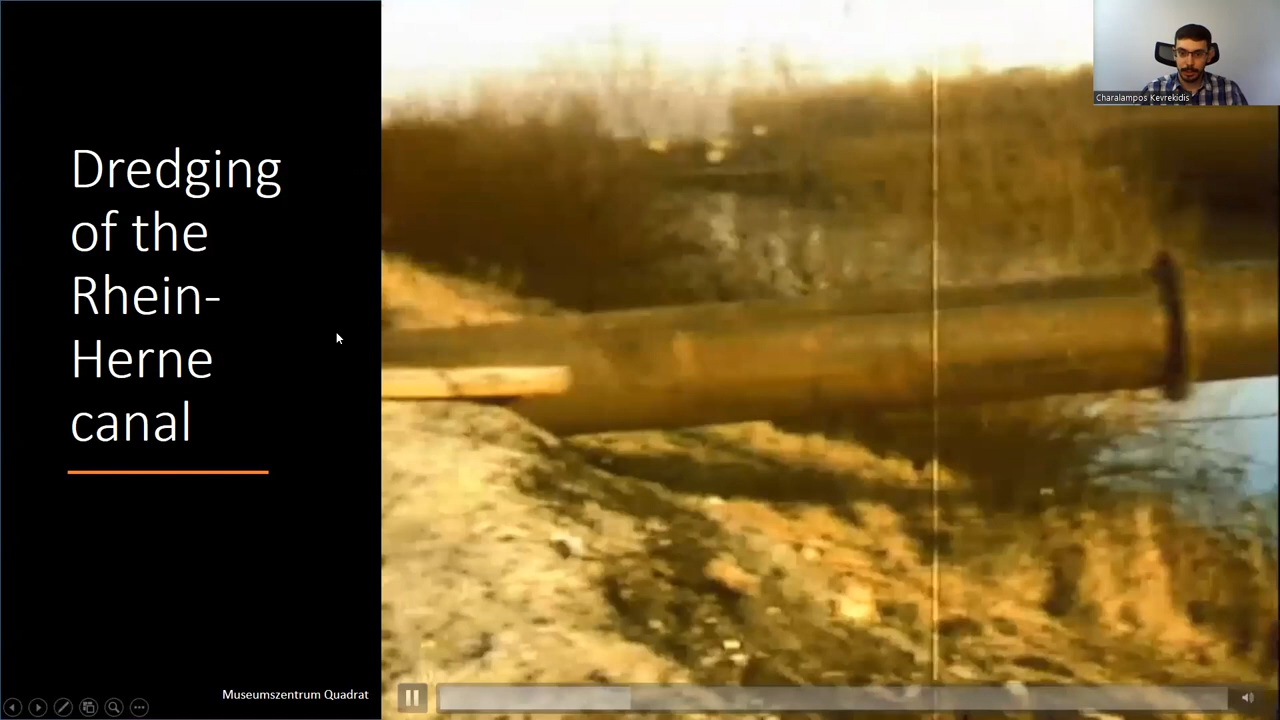 Charalampos Kevrekidis
Dredging
of the
Rhein-
Herne
canal
Museumszentrum Quadrat